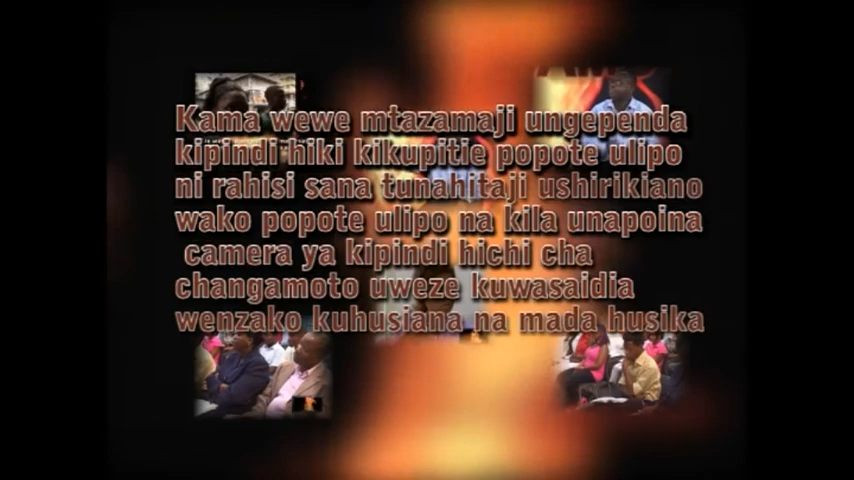 Kama wewe mtazamaji ungependa
kipindi hiki kikupitie popote ulipo
ni rahisi sana tunahitaji ushirikiano
wako popote ulipo na kila unapoina
camera ya kipindi hichi cha
changamoto uweze kuwasaidia
wenzako kuhusiana na mada husika